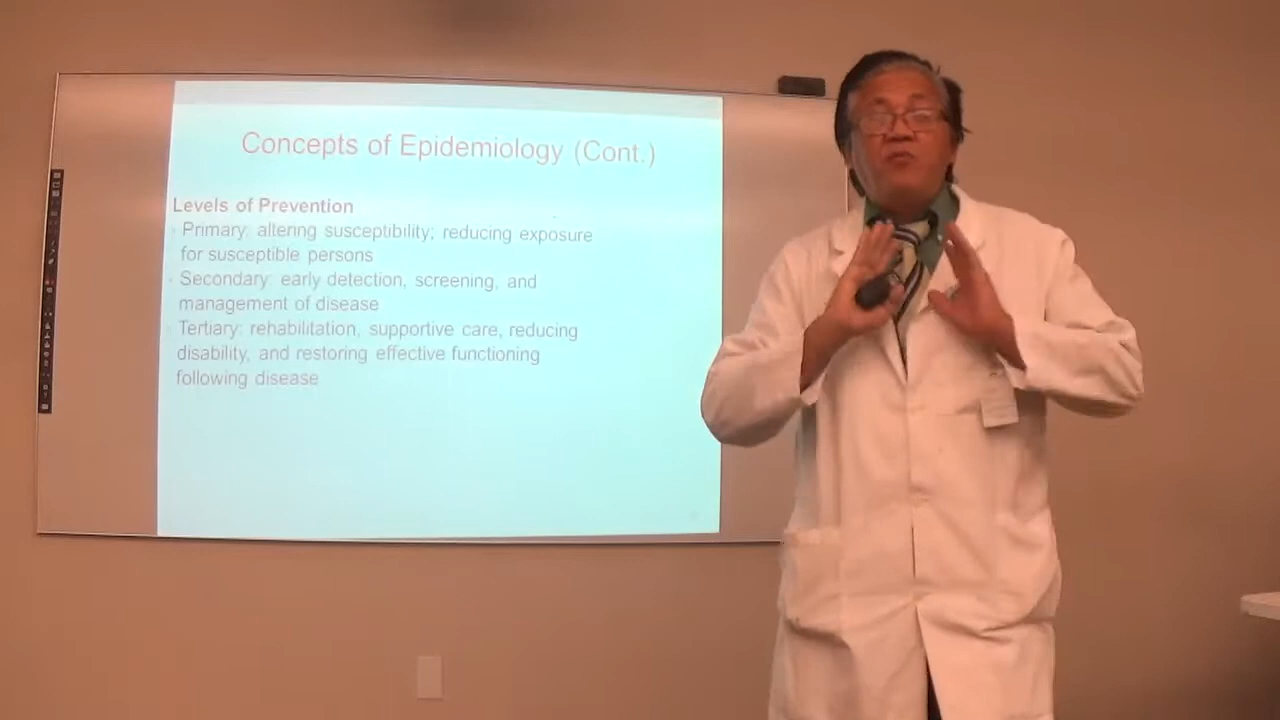 Concepts of Epidemiology (Cont.)
Levels of Prevention
Primary: altering susceptibility; reducing exposure
for susceptible persons
Secondary: early detection, screening, and
management of disease
Tertiary: rehabilitation, supportive care, reducing
disability, and restoring effective functioning
following disease